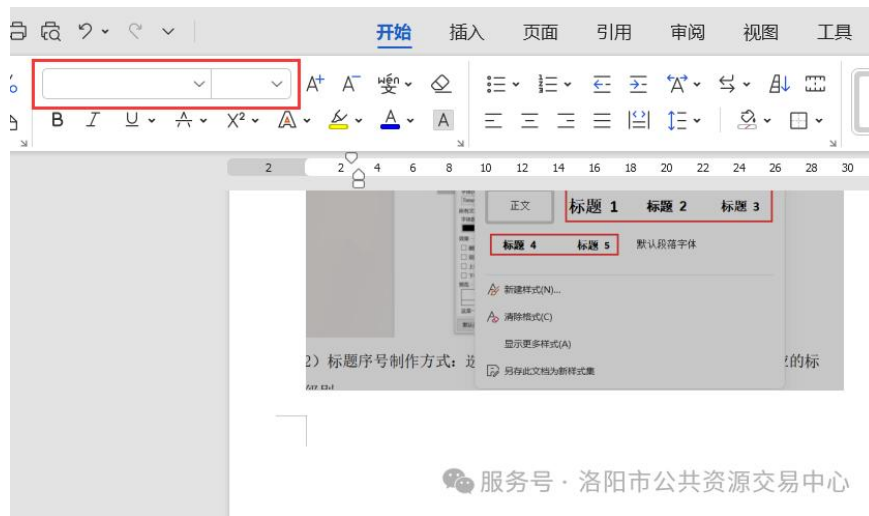 开始 插入 页面 引用 审阅 视图 工具
A+ A- wén 变
B I U A X² A A A
2 2 4 6 8 10 12 14 16 18 20 22 24 26 28 30
正文 标题 1 标题 2 标题 3
标题 4 标题 5 默认段落字体
新建样式(N)...
清除格式(C)
显示更多样式(A)
2）标题序号制作方式：
的标
另存此文档为新样式集
服务号 · 洛阳市公共资源交易中心